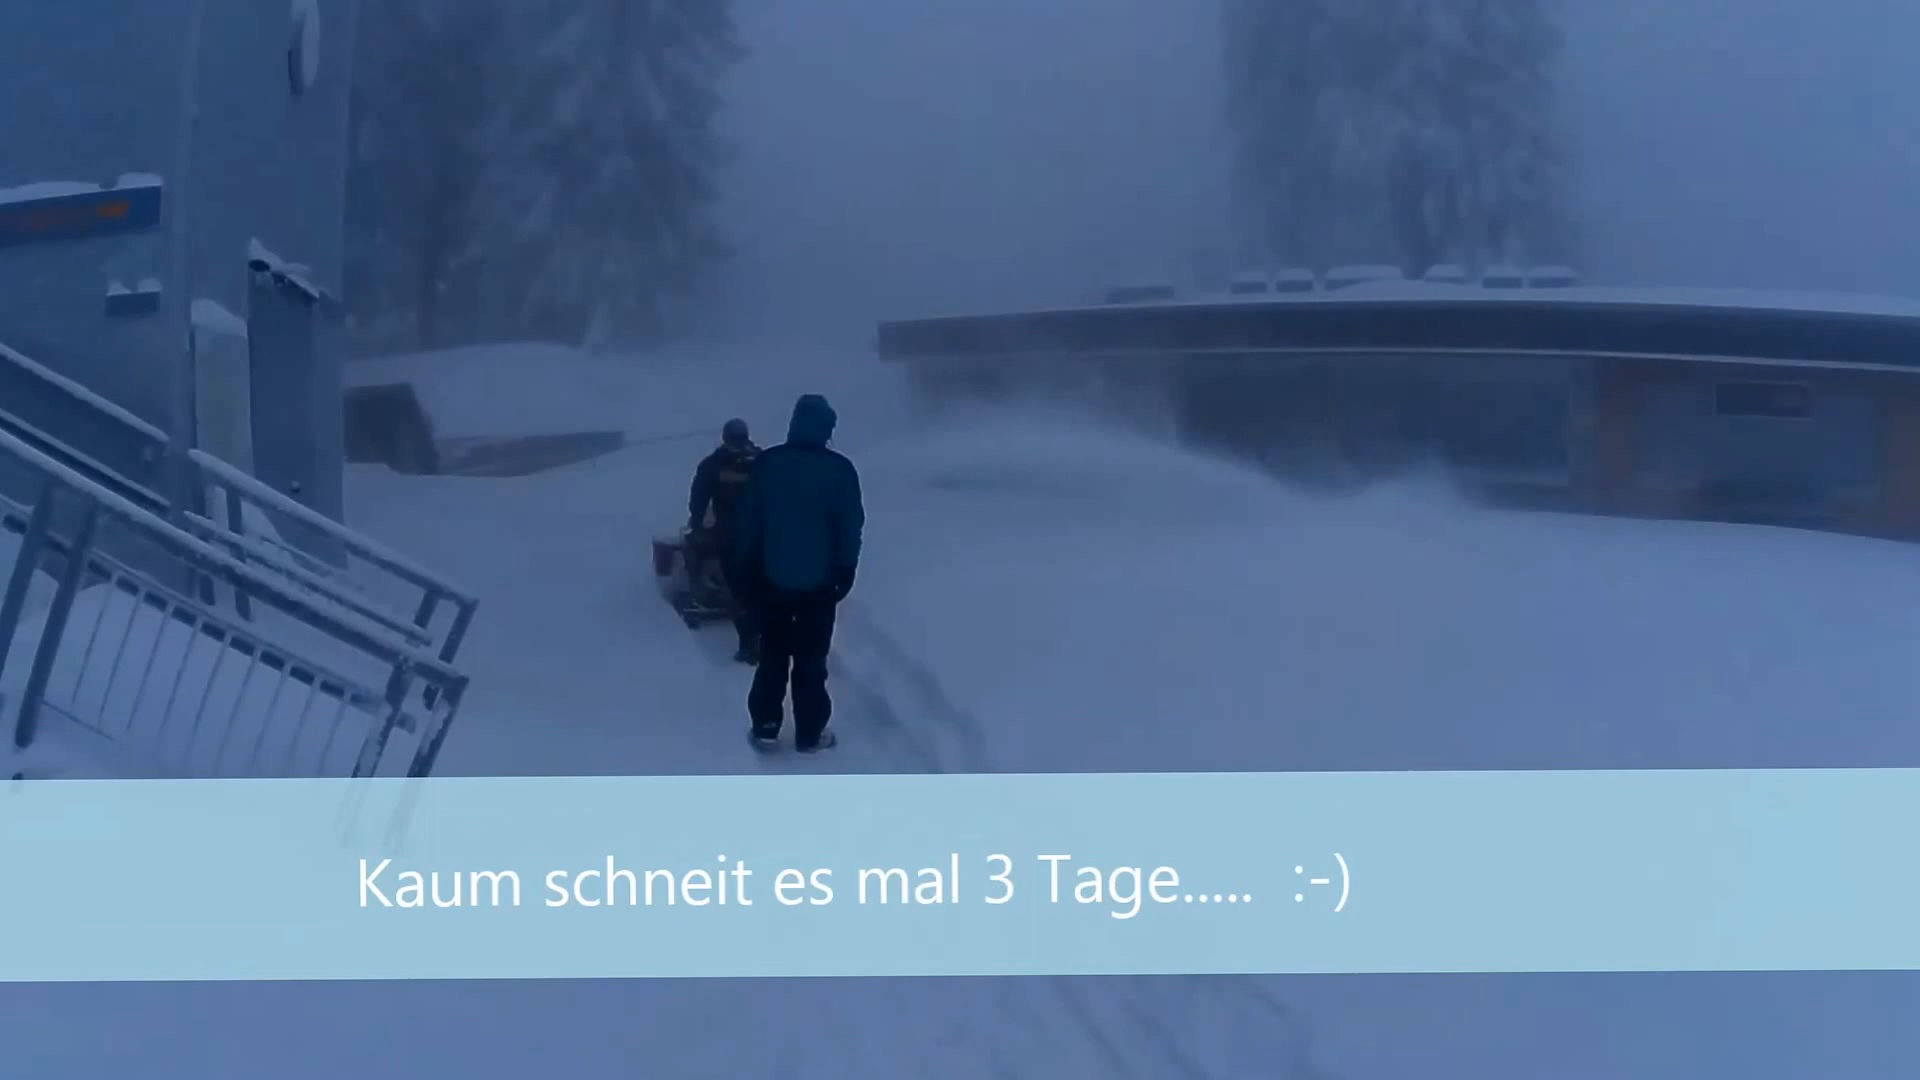 Kaum schneit es mal 3 Tage..... :-)